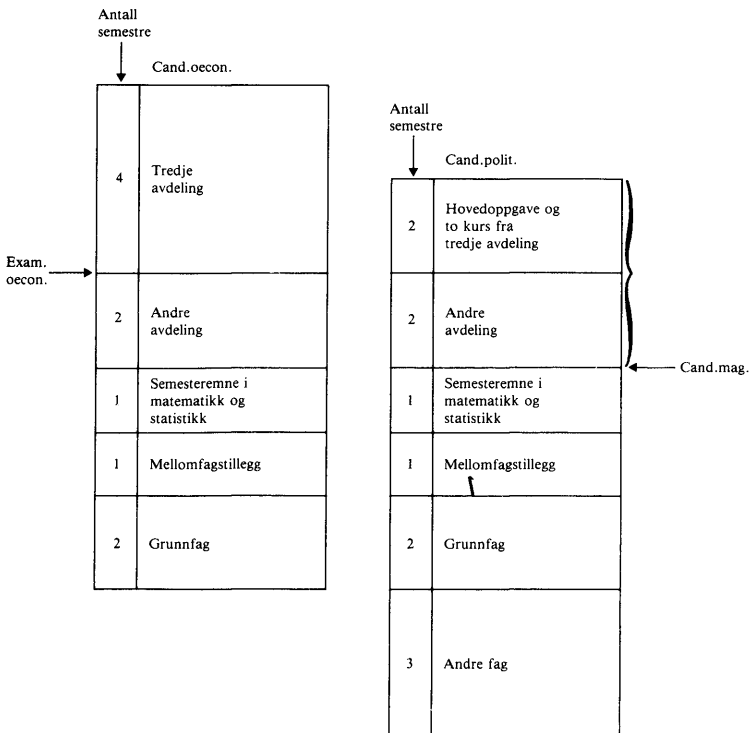 Antall
semestre
Cand.oecon.
4
Tredje
avdeling
Exam.
oecon.
2
Andre
avdeling
1
Semesteremne i
matematikk og
statistikk
1
Mellomfagstillegg
2
Grunnfag
Antall
semestre
Cand.polit.
2
Hovedoppgave og
to kurs fra
tredje avdeling
2
Andre
avdeling
Cand.mag.
1
Semesteremne i
matematikk og
statistikk
1
Mellomfagstillegg
2
Grunnfag
3
Andre fag